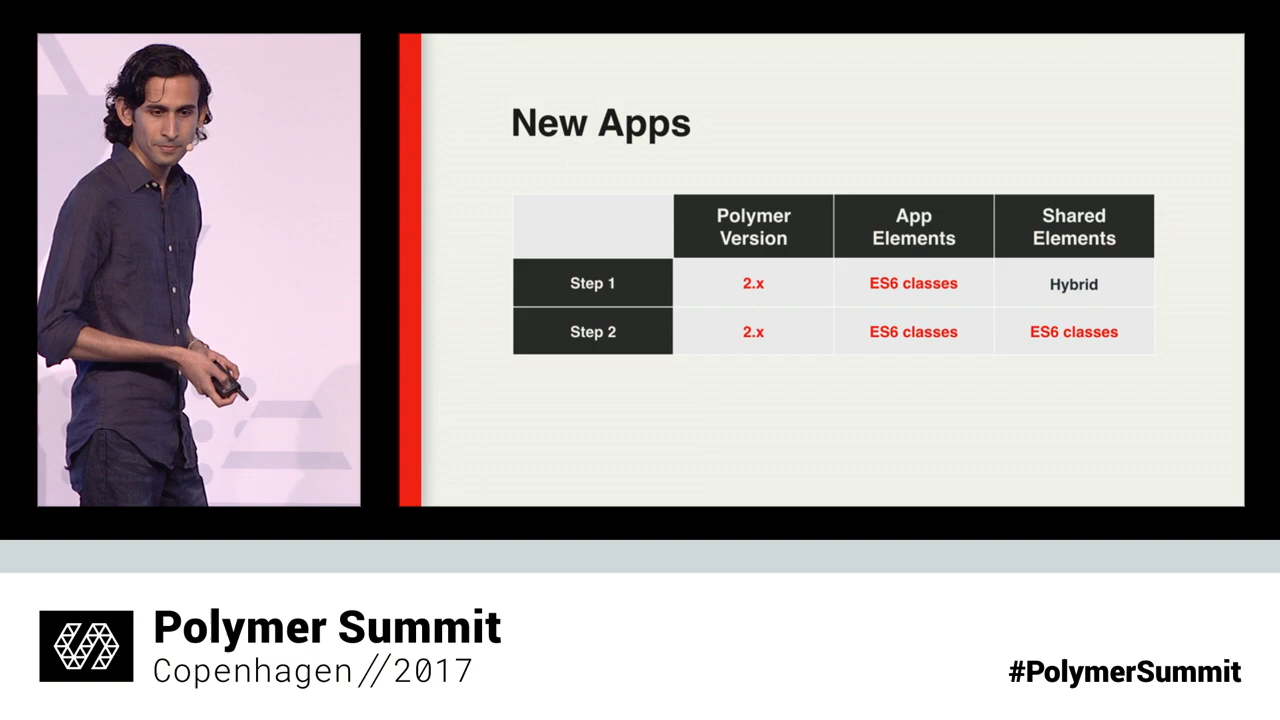 New Apps
Polymer Version
App Elements
Shared Elements
Step 1
2.x
ES6 classes
Hybrid
Step 2
2.x
ES6 classes
ES6 classes
Polymer Summit
Copenhagen//2017
#PolymerSummit